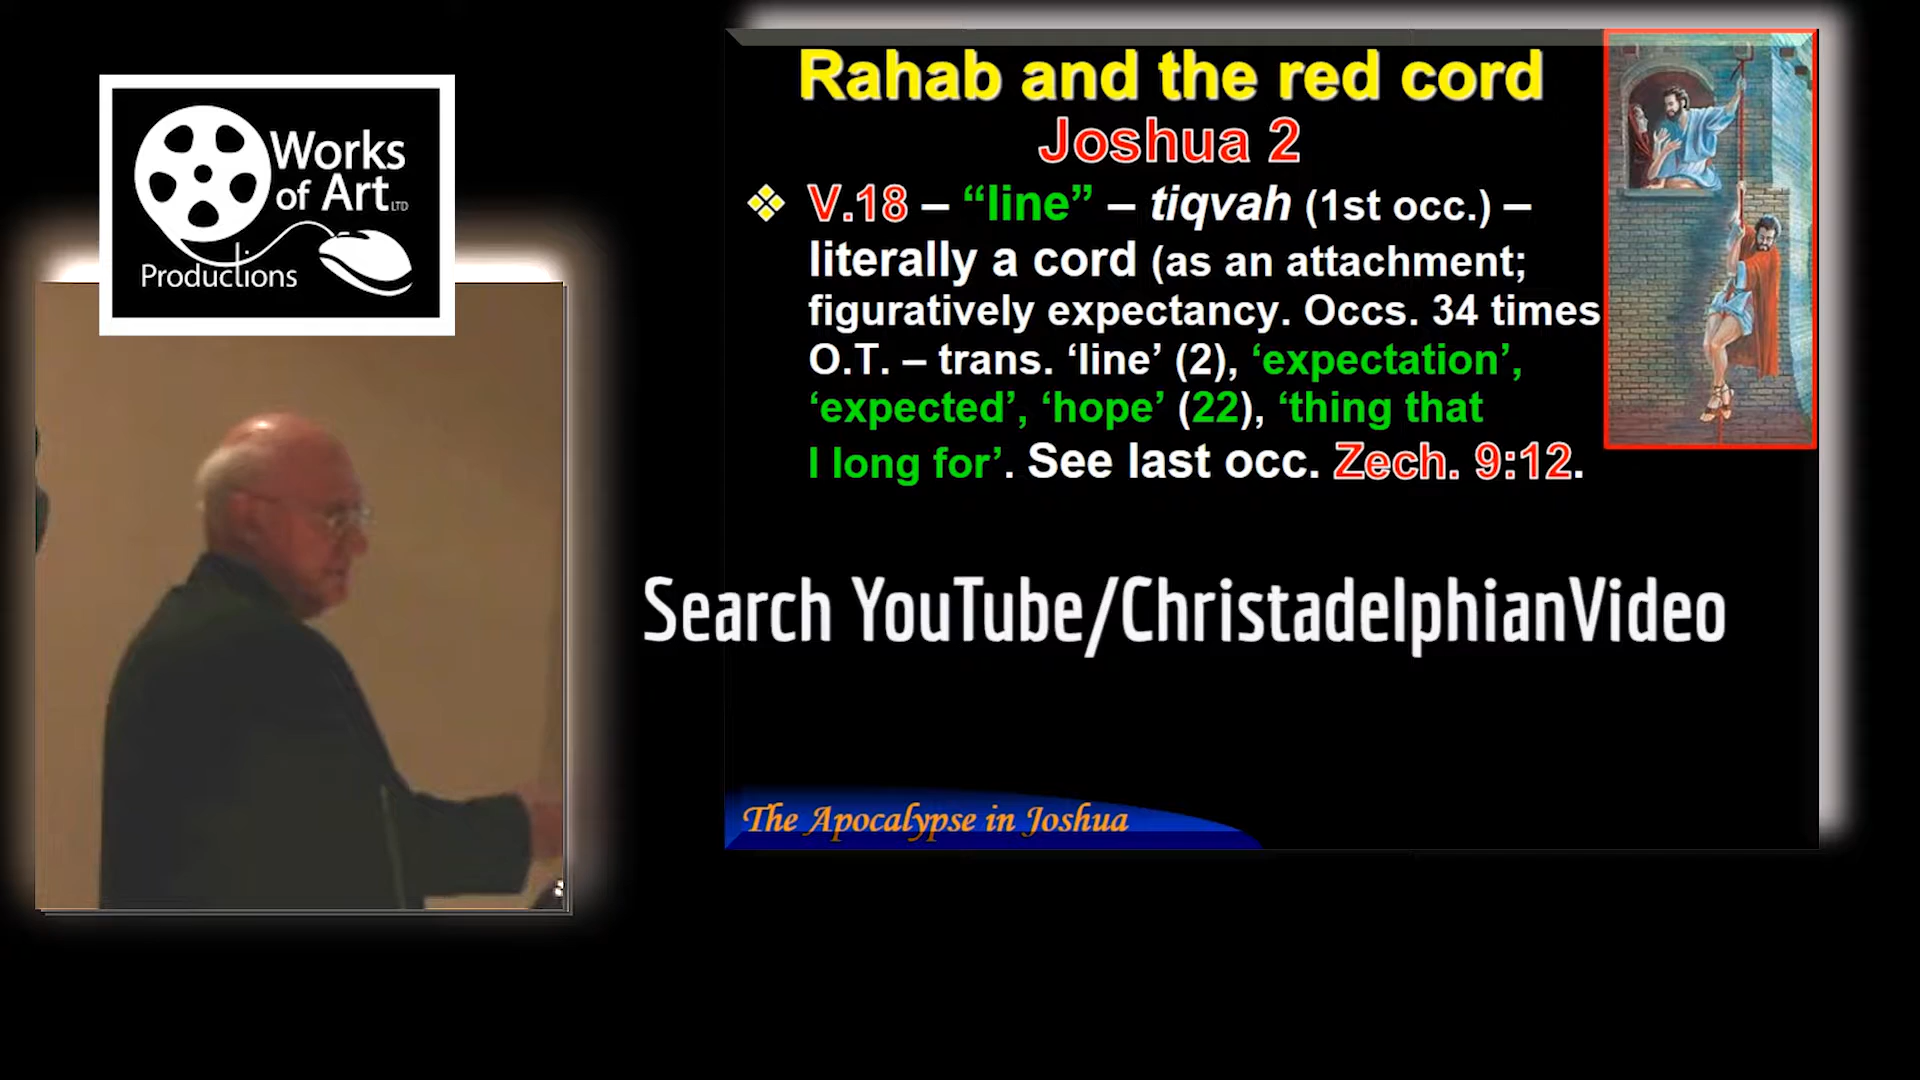 Works
of Art LTD
Productions
Rahab and the red cord
Joshua 2
V.18 – “line” – tiqvah (1st occ.) –
literally a cord (as an attachment;
figuratively expectancy. Occs. 34 times
O.T. – trans. ‘line’ (2), ‘expectation’,
‘expected’, ‘hope’ (22), ‘thing that
I long for’. See last occ. Zech. 9:12.
Search YouTube/ChristadelphianVideo
The Apocalypse in Joshua